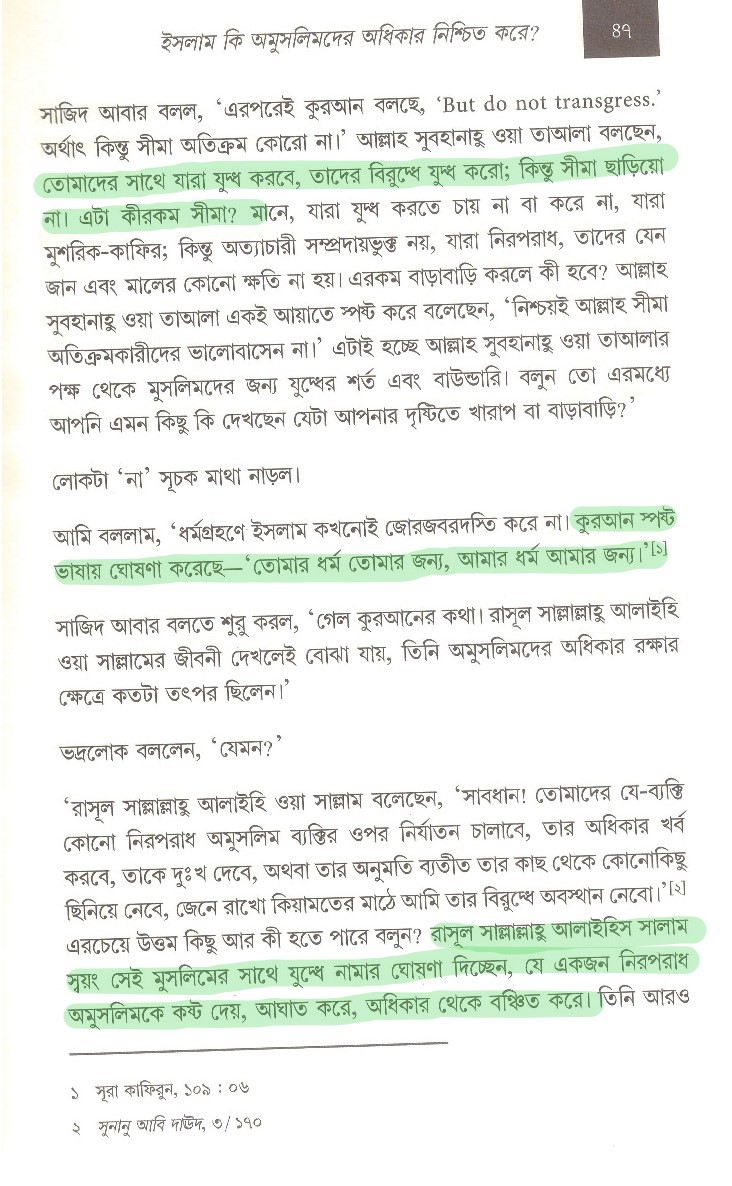 ইসলাম কি অমুসলিমদের অধিকার নিশ্চিত করে?
৪৭
সাজিদ আবার বলল, ‘এরপরেই কুরআন বলছে, ‘But do not transgress.’
অর্থাৎ কিন্তু সীমা অতিক্রম কোরো না।’ আল্লাহ সুবহানাহু ওয়া তাআলা বলছেন,
তোমাদের সাথে যারা যুদ্ধ করবে, তাদের বিরুদ্ধে যুদ্ধ করো; কিন্তু সীমা ছাড়িয়ো
না। এটা কীরকম সীমা? মানে, যারা যুদ্ধ করতে চায় না বা করে না, যারা
মুশরিক-কাফির; কিন্তু অত্যাচারী সম্প্রদায়ভুক্ত নয়, যারা নিরপরাধ, তাদের যেন
জান এবং মালের কোনো ক্ষতি না হয়। এরকম বাড়াবাড়ি করলে কী হবে? আল্লাহ
সুবহানাহু ওয়া তাআলা একই আয়াতে স্পষ্ট করে বলেছেন, ‘নিশ্চয়ই আল্লাহ সীমা
অতিক্রমকারীদের ভালোবাসেন না।’ এটাই হচ্ছে আল্লাহ সুবহানাহু ওয়া তাআলার
পক্ষ থেকে মুসলিমদের জন্য যুদ্ধের শর্ত এবং বাউন্ডারি। বলুন তো এরমধ্যে
আপনি এমন কিছু কি দেখছেন যেটা আপনার দৃষ্টিতে খারাপ বা বাড়াবাড়ি?’
লোকটা ‘না’ সূচক মাথা নাড়ল।
আমি বললাম, ‘ধর্মগ্রহণে ইসলাম কখনোই জোরজবরদস্তি করে না। কুরআন স্পষ্ট
ভাষায় ঘোষণা করেছে—‘তোমার ধর্ম তোমার জন্য, আমার ধর্ম আমার জন্য।’[১]
সাজিদ আবার বলতে শুরু করল, ‘গেল কুরআনের কথা। রাসূল সাল্লাল্লাহু আলাইহি
ওয়া সাল্লামের জীবনী দেখলেই বোঝা যায়, তিনি অমুসলিমদের অধিকার রক্ষার
ক্ষেত্রে কতটা তৎপর ছিলেন।’
ভদ্রলোক বললেন, ‘যেমন?’
‘রাসূল সাল্লাল্লাহু আলাইহি ওয়া সাল্লাম বলেছেন, ‘সাবধান! তোমাদের যে-ব্যক্তি
কোনো নিরপরাধ অমুসলিম ব্যক্তির ওপর নির্যাতন চালাবে, তার অধিকার খর্ব
করবে, তাকে দুঃখ দেবে, অথবা তার অনুমতি ব্যতীত তার কাছ থেকে কোনোকিছু
ছিনিয়ে নেবে, জেনে রাখো কিয়ামতের মাঠে আমি তার বিরুদ্ধে অবস্থান নেবো।’[২]
এরচেয়ে উত্তম কিছু আর কী হতে পারে বলুন? রাসূল সাল্লাল্লাহু আলাইহিস সালাম
স্বয়ং সেই মুসলিমের সাথে যুদ্ধে নামার ঘোষণা দিচ্ছেন, যে একজন নিরপরাধ
অমুসলিমকে কষ্ট দেয়, আঘাত করে, অধিকার থেকে বঞ্চিত করে। তিনি আরও
১ সূরা কাফিরুন, ১০৯ : ০৬
২ সুনানু আবি দাউদ, ৩/১৭০